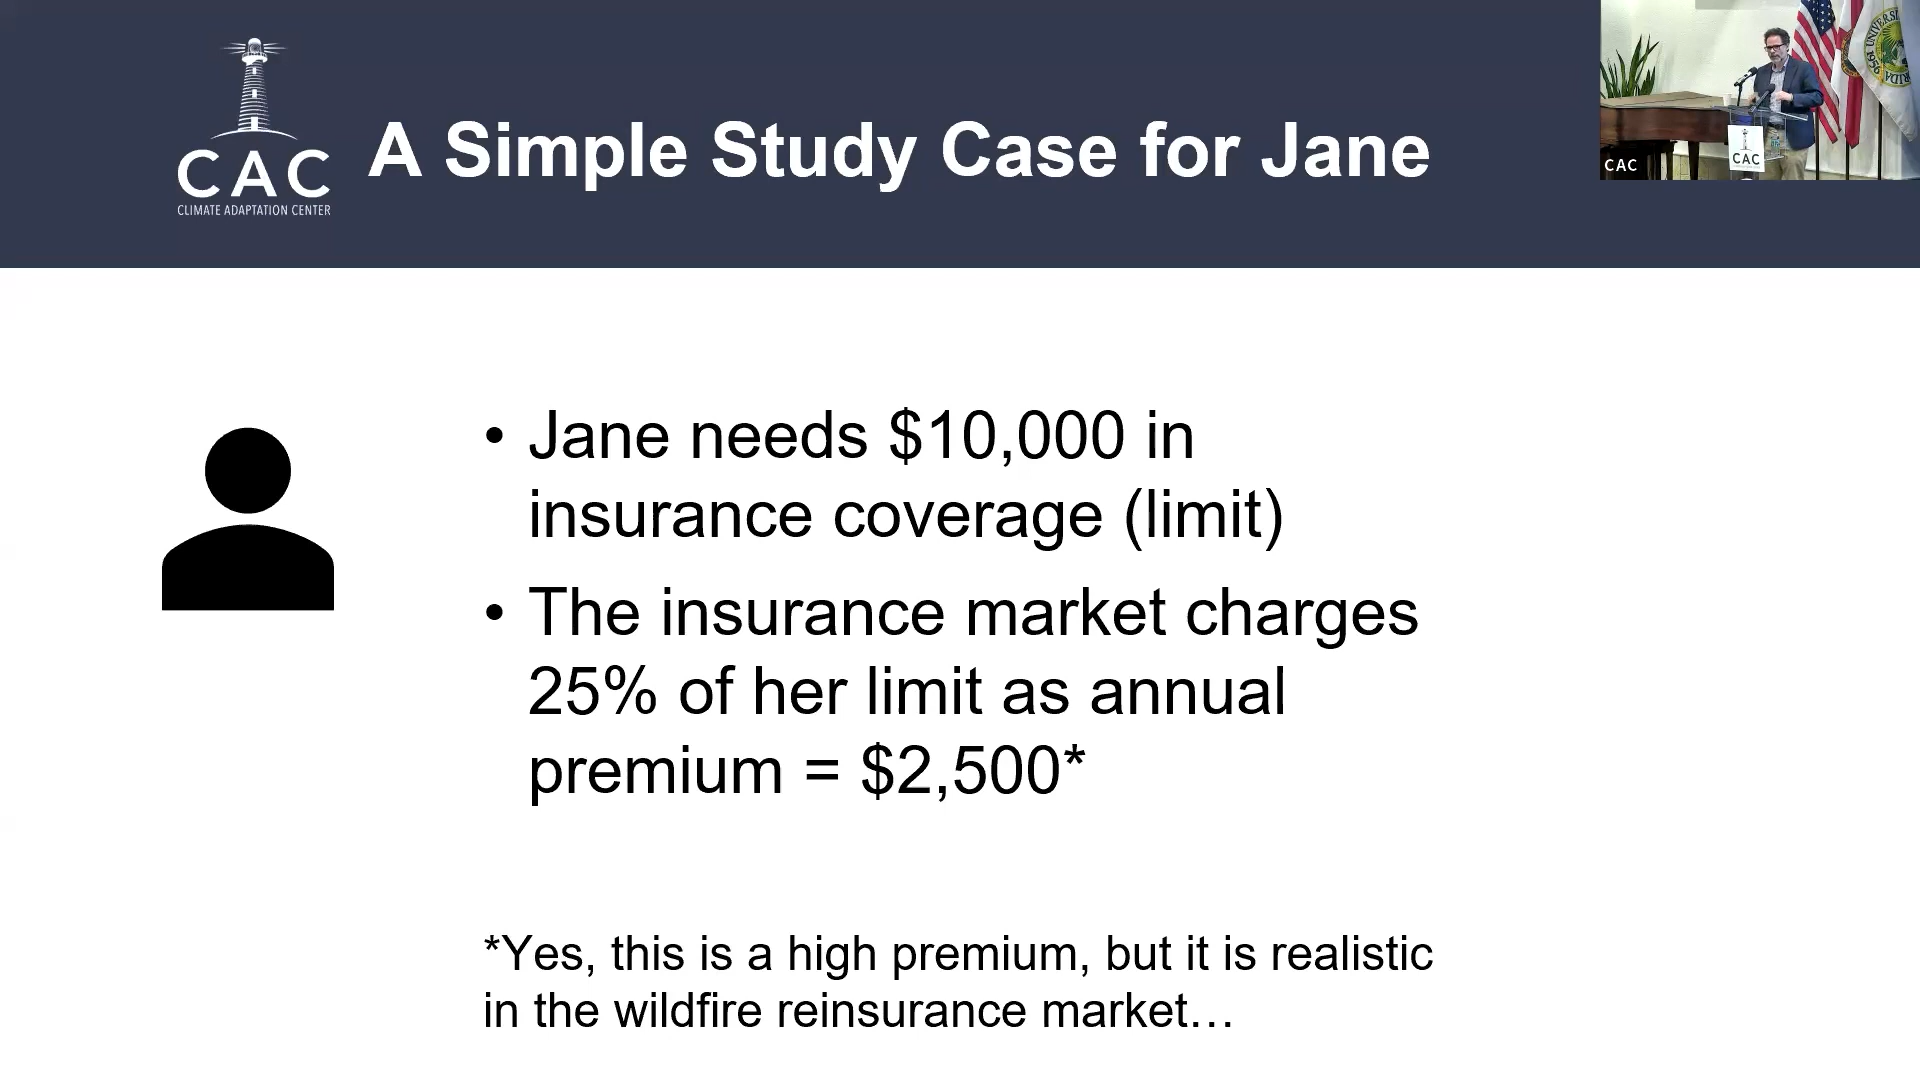 CAC
CLIMATE ADAPTATION CENTER
A Simple Study Case for Jane
CAC
CAC
• Jane needs $10,000 in
insurance coverage (limit)
• The insurance market charges
25% of her limit as annual
premium = $2,500*
*Yes, this is a high premium, but it is realistic
in the wildfire reinsurance market…